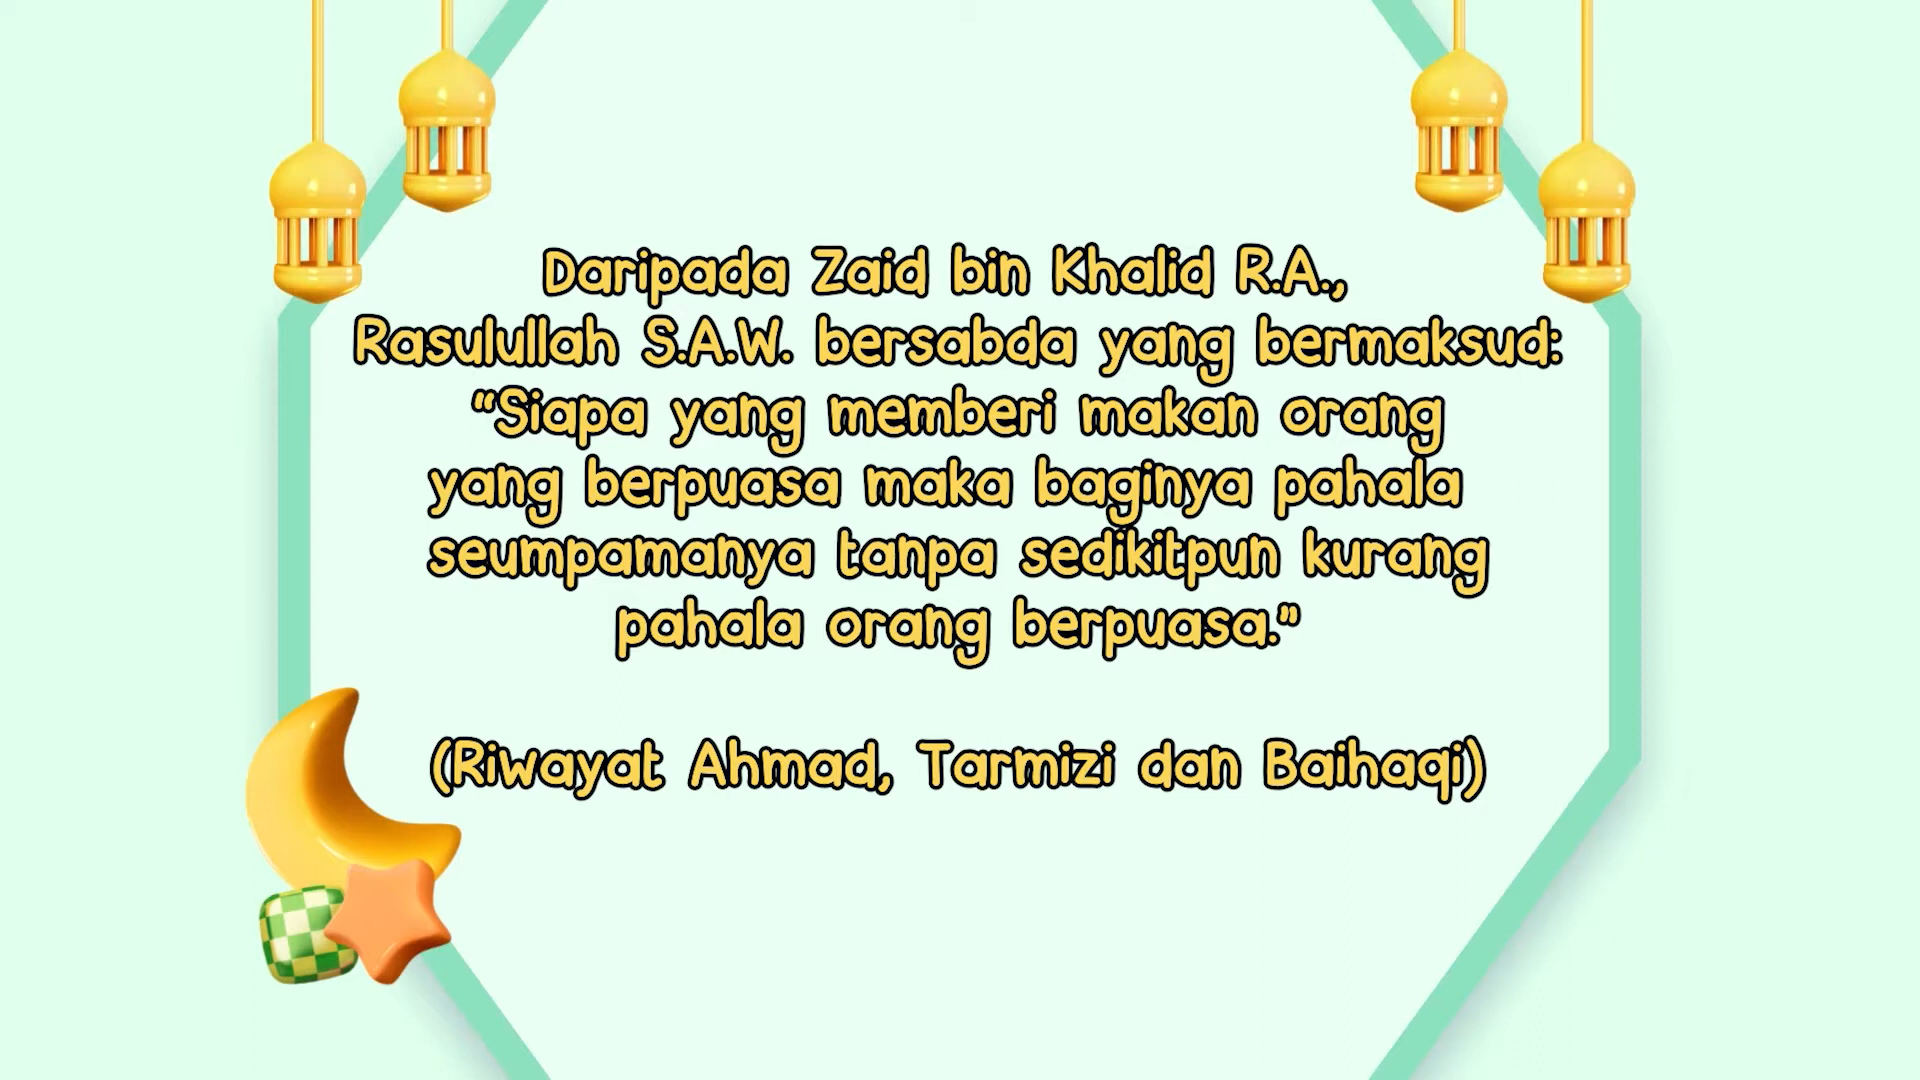 Daripada Zaid bin Khalid R.A.,
Rasulullah S.A.W. bersabda yang bermaksud:
“Siapa yang memberi makan orang
yang berpuasa maka baginya pahala
seumpamanya tanpa sedikitpun kurang
pahala orang berpuasa.”
(Riwayat Ahmad, Tarmizi dan Baihaqi)